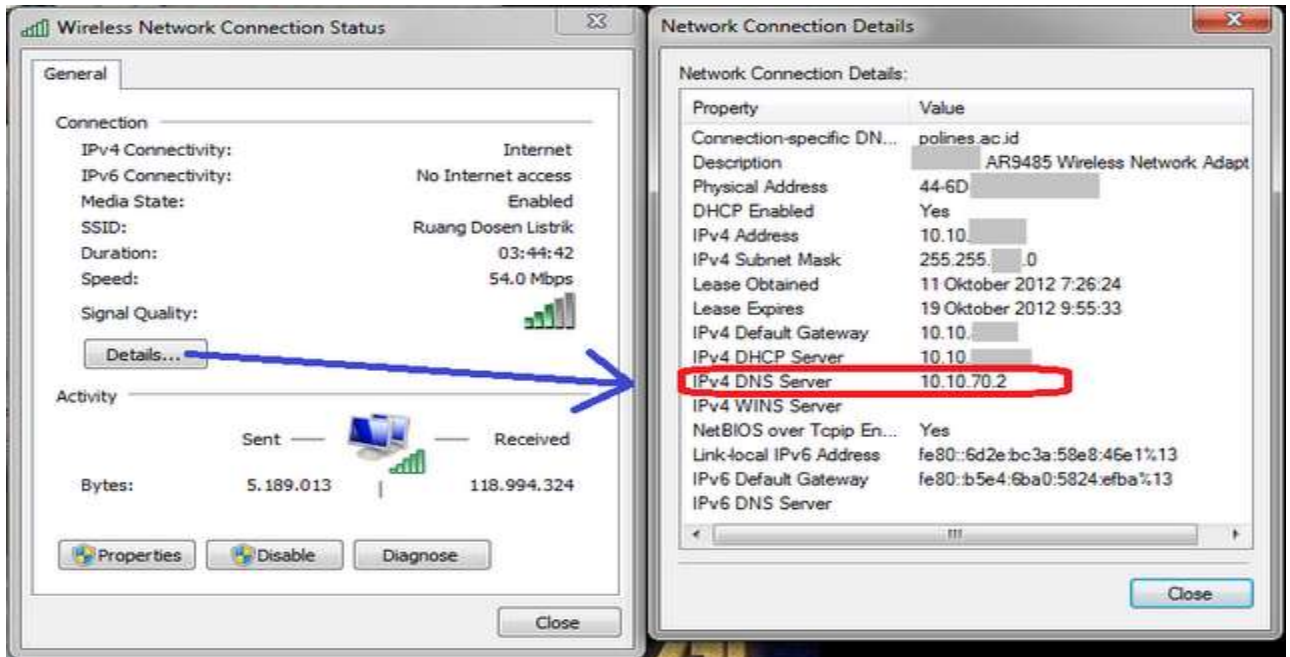 Wireless Network Connection Status
General
Connection
IPv4 Connectivity: Internet
IPv6 Connectivity: No Internet access
Media State: Enabled
SSID: Ruang Dosen Listrik
Duration: 03:44:42
Speed: 54.0 Mbps
Signal Quality:
Details...
Activity
Sent Received
Bytes: 5.189.013 118.994.324
Properties Disable Diagnose
Close
Network Connection Details
Network Connection Details:
Property Value
Connection-specific DN... polines.ac.id
Description AR9485 Wireless Network Adapt
Physical Address 44-6D
DHCP Enabled Yes
IPv4 Address 10.10.
IPv4 Subnet Mask 255.255. .0
Lease Obtained 11 Oktober 2012 7:26:24
Lease Expires 19 Oktober 2012 9:55:33
IPv4 Default Gateway 10.10.
IPv4 DHCP Server 10.10
IPv4 DNS Server 10.10.70.2
IPv4 WINS Server
NetBIOS over Tcpip En... Yes
Link-local IPv6 Address fe80::6d2e:bc3a:58e8:46e1%13
IPv6 Default Gateway fe80::b5e4:6ba0:5824:efba%13
IPv6 DNS Server
Close